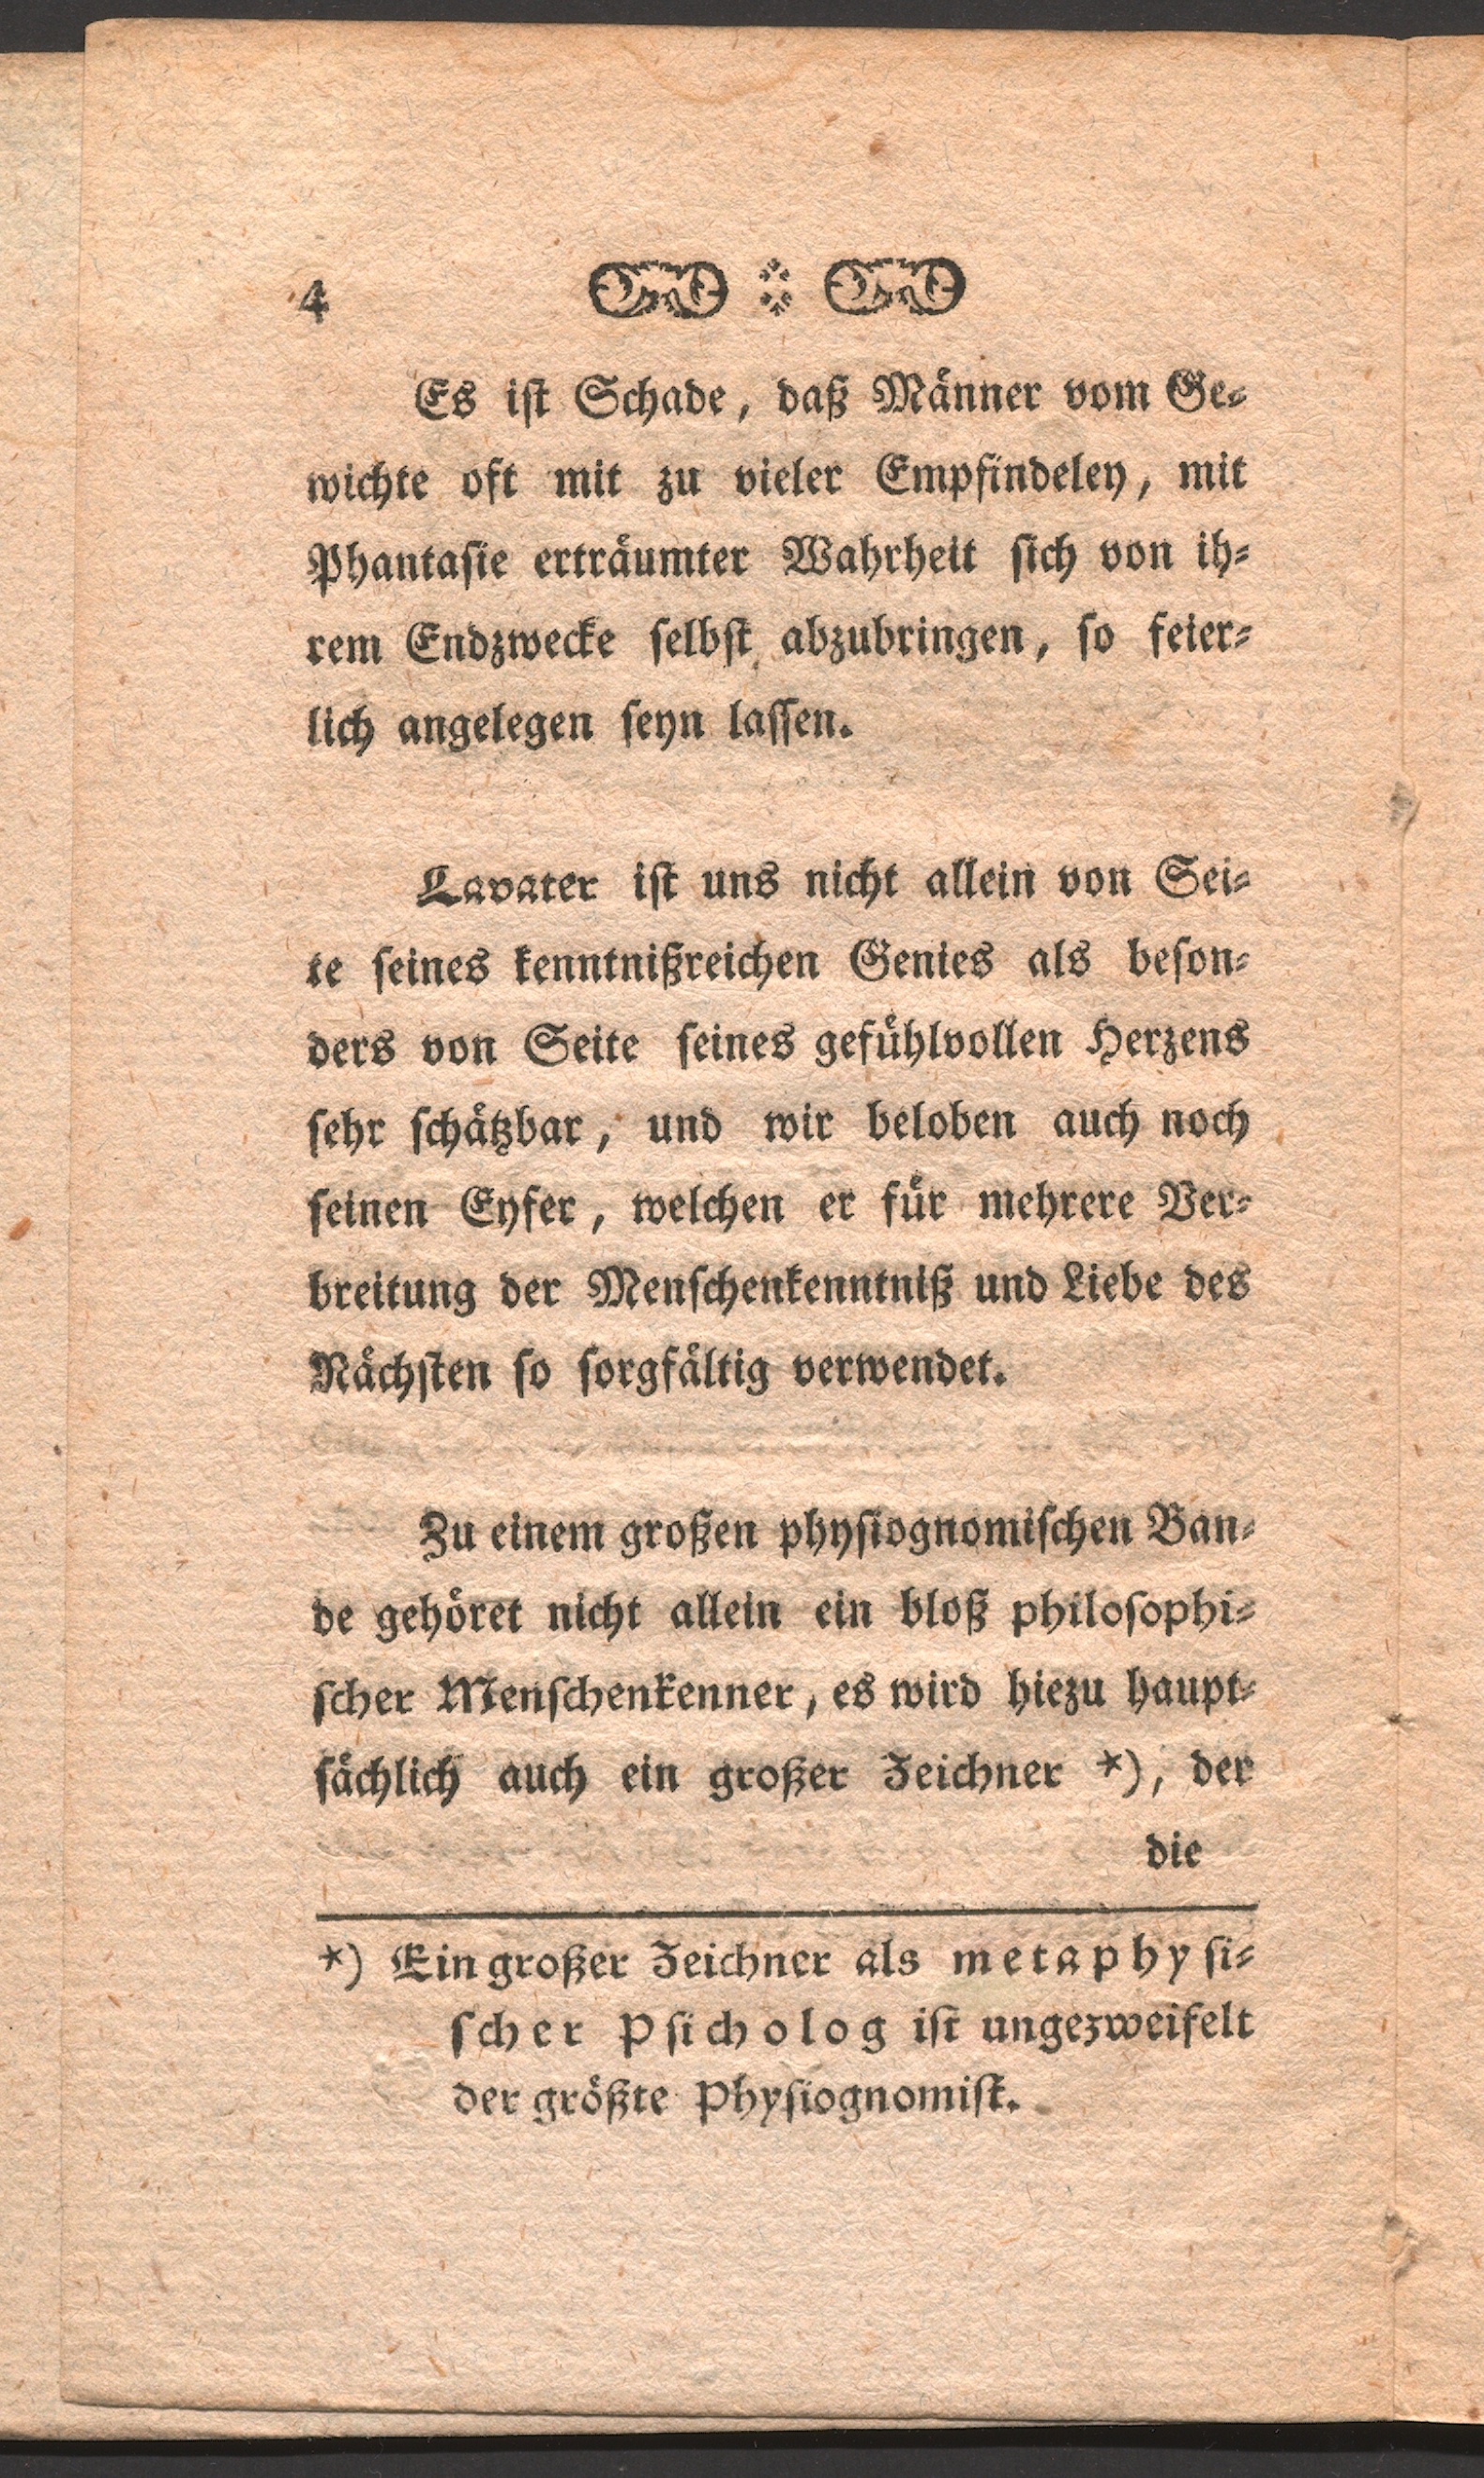 4
Es ist Schade, daß Männer vom Ge-
wichte oft mit zu vieler Empfindeley, mit
Phantasie erträumter Wahrheit sich von ih-
rem Endzwecke selbst abzubringen, so feier-
lich angelegen seyn lassen.
Lavater ist uns nicht allein von Sei-
te seines kenntnißreichen Genies als beson-
ders von Seite seines gefühlvollen Herzens
sehr schätzbar, und wir beloben auch noch
seinen Eyfer, welchen er für mehrere Ver-
breitung der Menschenkenntniß und Liebe des
Nächsten so sorgfältig verwendet.
Zu einem großen physiognomischen Ban-
de gehöret nicht allein ein bloß philosophi-
scher Menschenkenner, es wird hiezu haupt-
sächlich auch ein großer Zeichner *), der
die
*) Ein großer Zeichner als metaphysi-
scher Psicholog ist ungezweifelt
der größte Physiognomist.